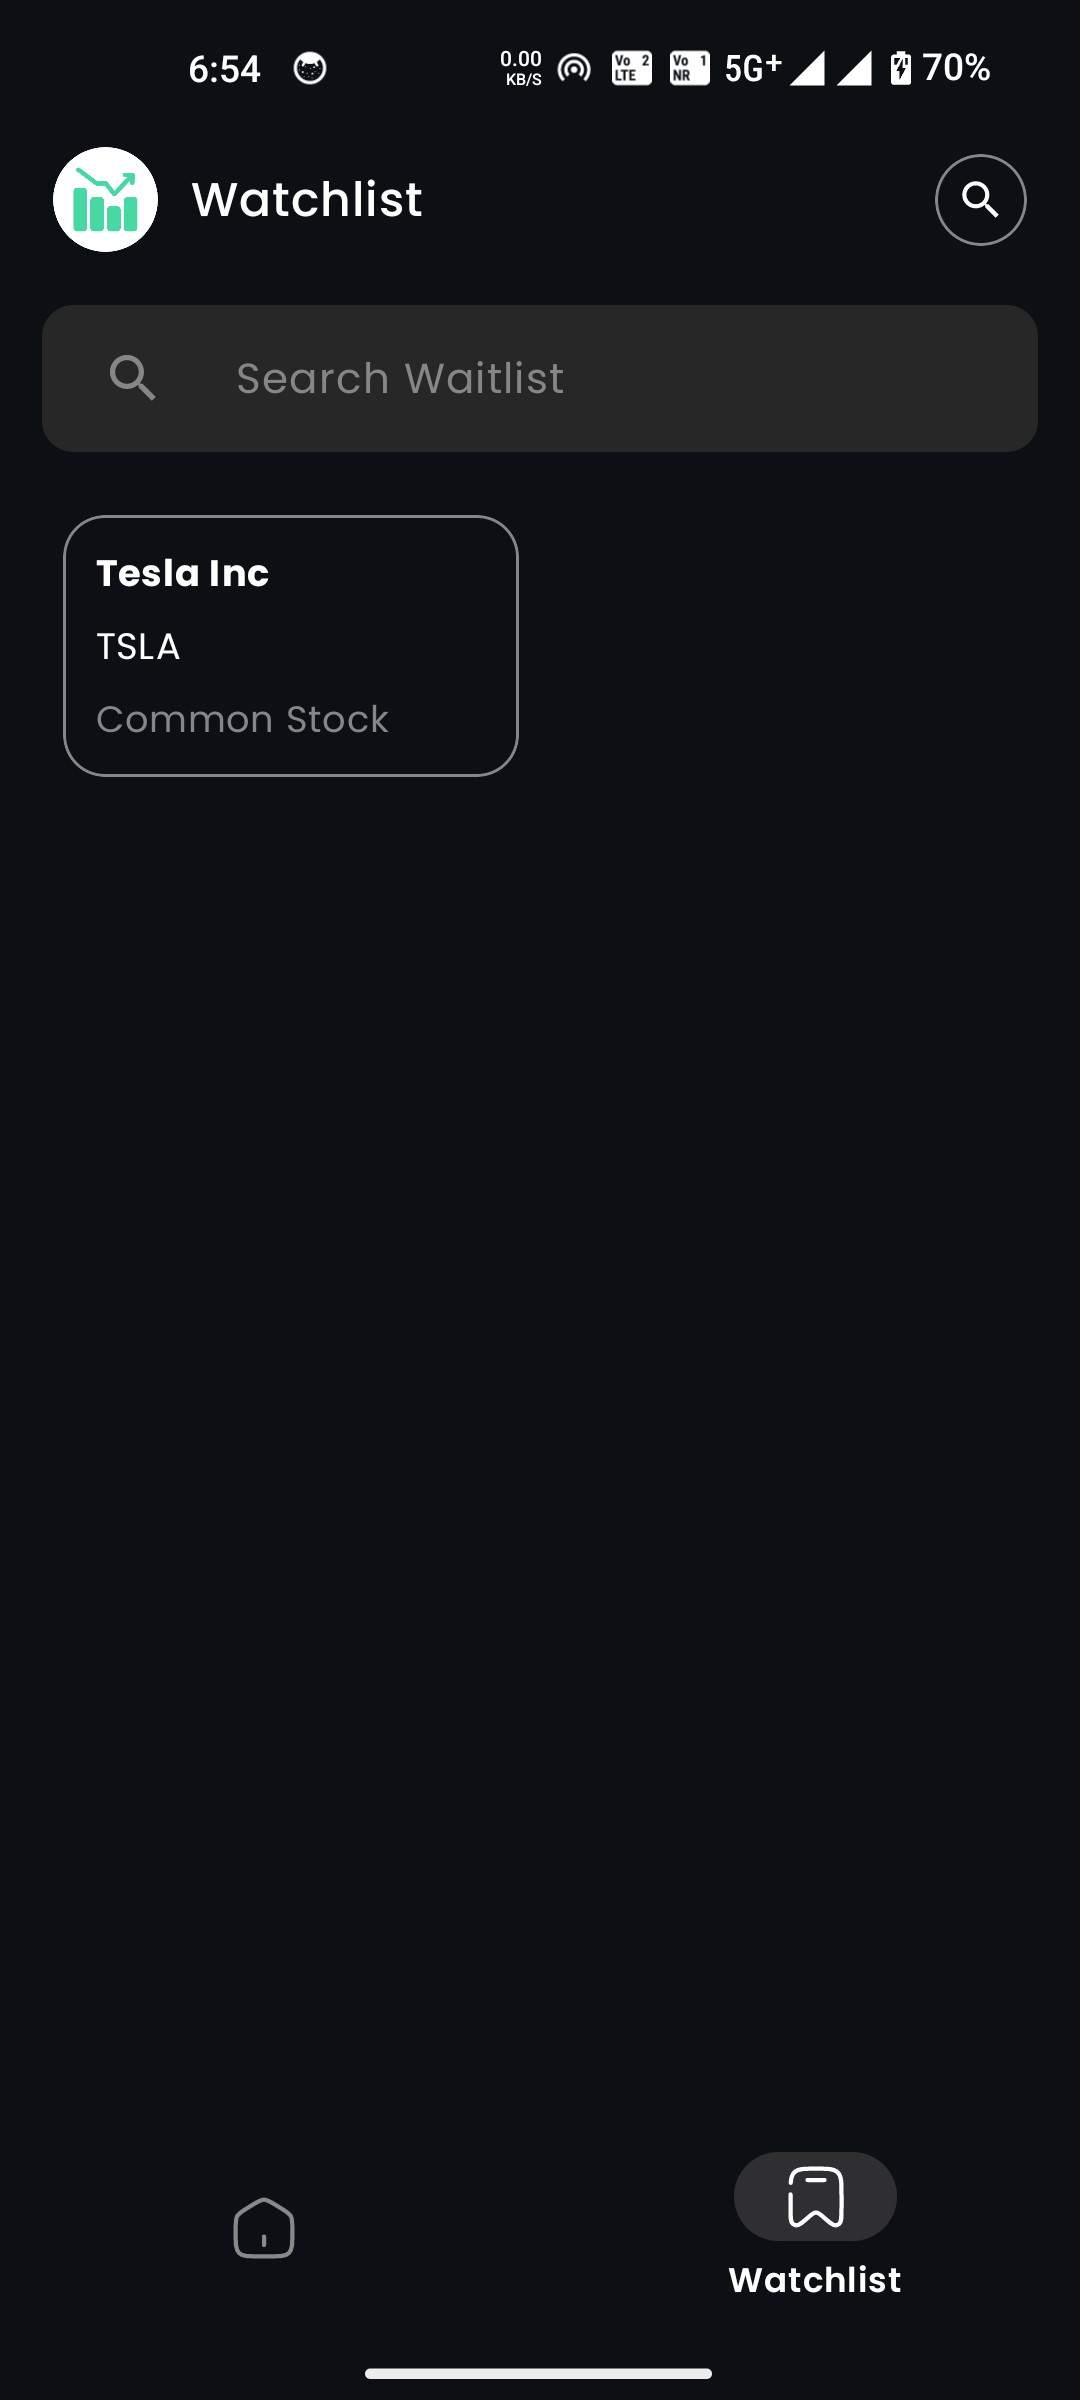 6:54
0.00
KB/S
Vo 2
LTE
Vo 1
NR
5G+
70%
Watchlist
Search Waitlist
Tesla Inc
TSLA
Common Stock
Watchlist